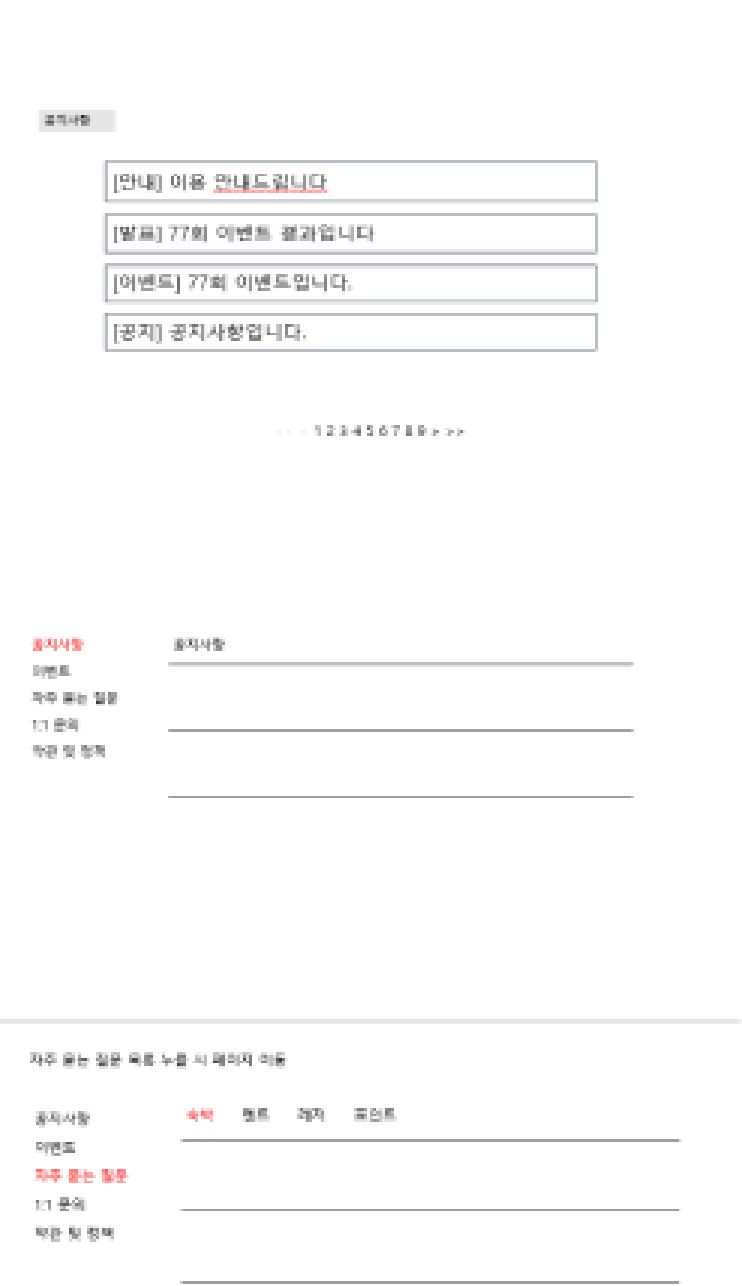 공지사항
[안내] 이용 안내드립니다
[발표] 77회 이벤트 결과입니다
[이벤트] 77회 이벤트입니다.
[공지] 공지사항입니다.
<< < 1 2 3 4 5 6 7 8 9 > >>
공지사항
공지사항
이벤트
자주 묻는 질문
1:1 문의
약관 및 정책
자주 묻는 질문 목록 누를 시 페이지 이동
숙박 렌트 레저 포인트
공지사항
이벤트
자주 묻는 질문
1:1 문의
약관 및 정책